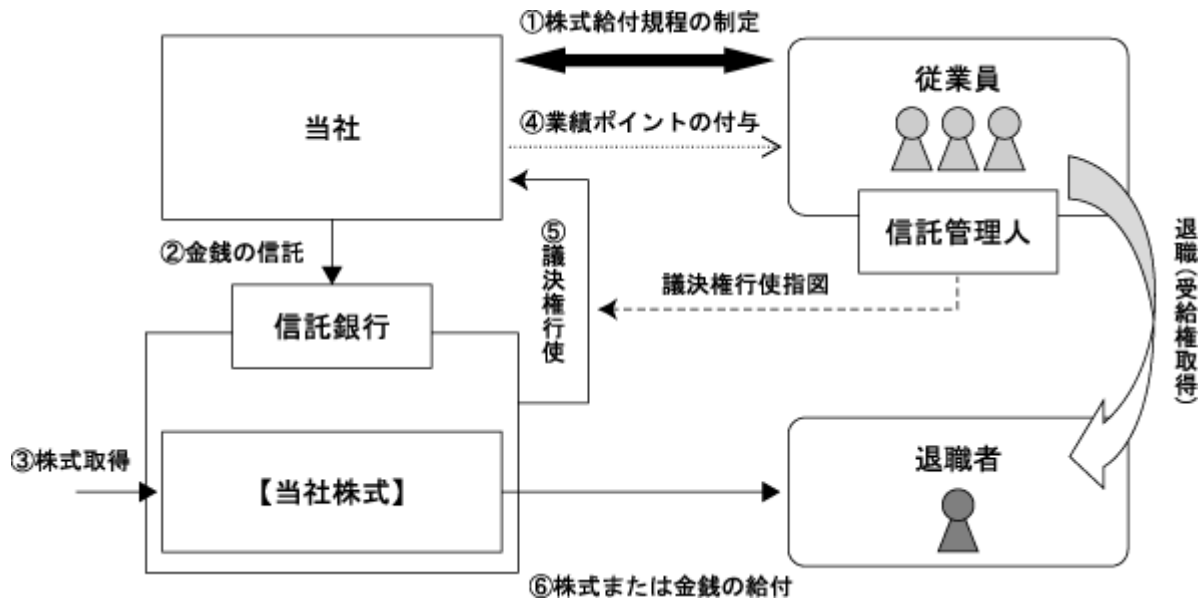 ①株式給付規程の制定
当社
従業員
④業績ポイントの付与
信託管理人
②金銭の信託
⑤議決権行使
議決権行使指図
退職(受給権取得)
信託銀行
③株式取得
【当社株式】
退職者
⑥株式または金銭の給付